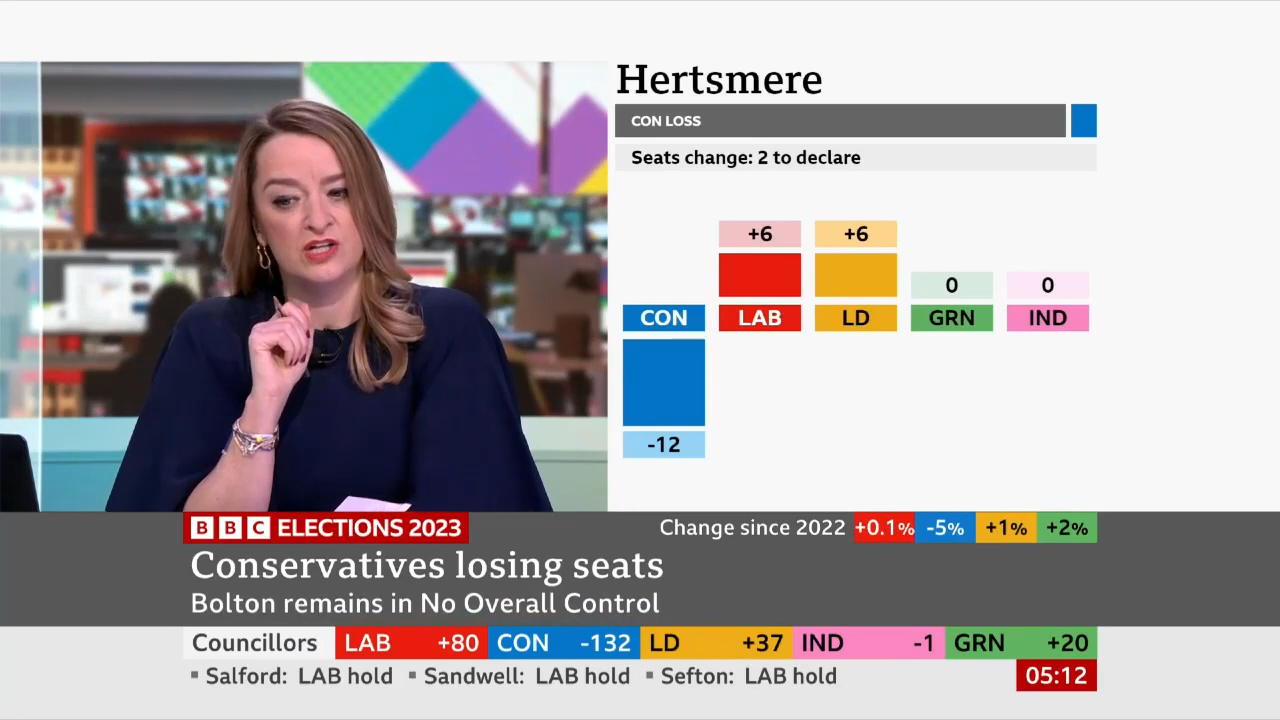 Hertsmere
CON LOSS
Seats change: 2 to declare
+6 +6
0 0
CON LAB LD GRN IND
-12
BBC ELECTIONS 2023 Change since 2022 +0.1% -5% +1% +2%
Conservatives losing seats
Bolton remains in No Overall Control
Councillors LAB +80 CON -132 LD +37 IND -1 GRN +20
▪ Salford: LAB hold ▪ Sandwell: LAB hold ▪ Sefton: LAB hold 05:12